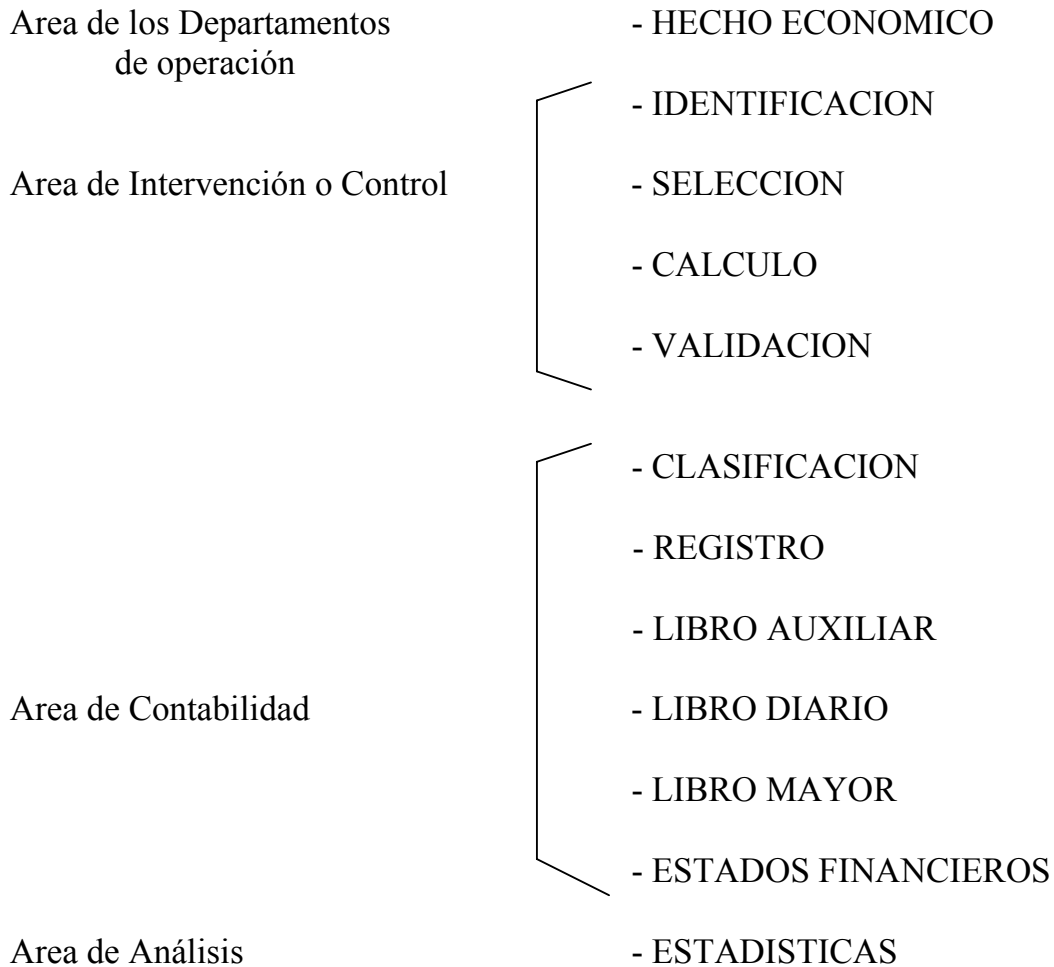 Area de los Departamentos - HECHO ECONOMICO
de operación
- IDENTIFICACION
Area de Intervención o Control - SELECCION
- CALCULO
- VALIDACION
- CLASIFICACION
- REGISTRO
- LIBRO AUXILIAR
Area de Contabilidad - LIBRO DIARIO
- LIBRO MAYOR
- ESTADOS FINANCIEROS
Area de Análisis - ESTADISTICAS